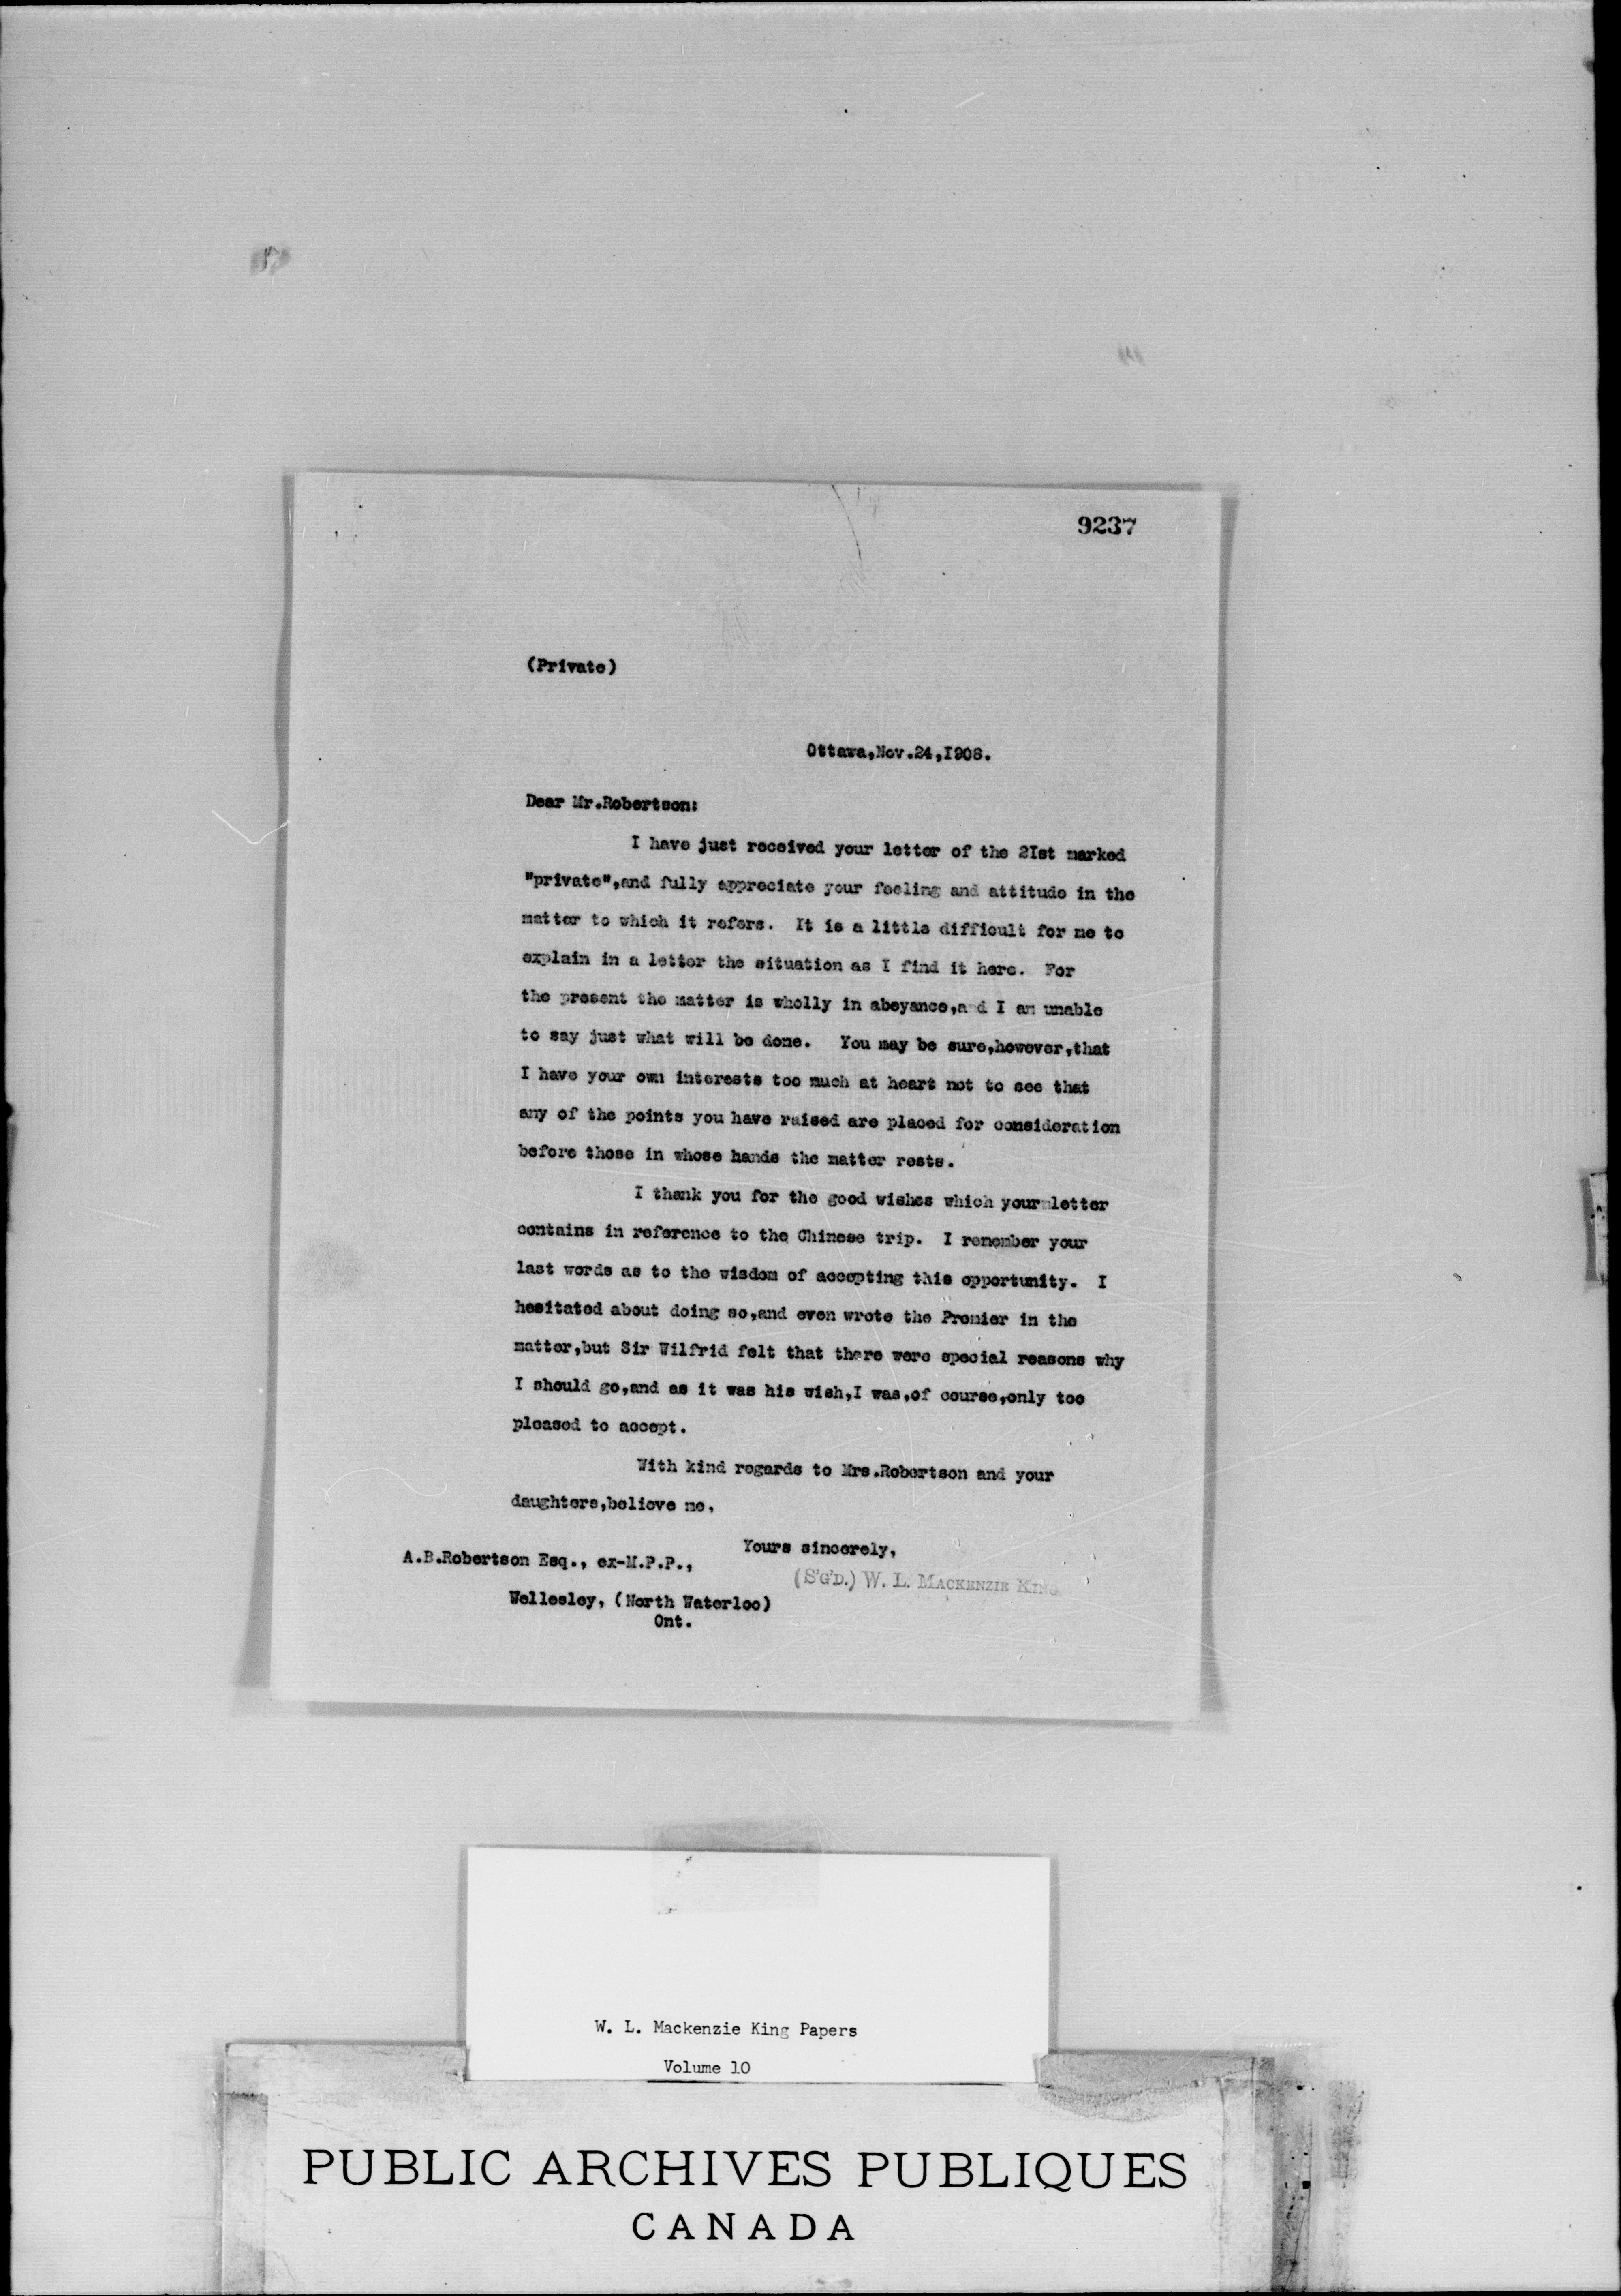 9237
(Private)
Ottawa,Nov.24,I908.
Dear Mr.Robertson:
I have just received your letter of the 2Ist marked
"private",and fully appreciate your feeling and attitude in the
matter to which it refers. It is a little difficult for me to
explain in a letter the situation as I find it here. For
the present the matter is wholly in abeyance,and I am unable
to say just what will be done. You may be sure,however,that
I have your own interests too much at heart not to see that
any of the points you have raised are placed for consideration
before those in whose hands the matter rests.
I thank you for the good wishes which your letter
contains in reference to the Chinese trip. I remember your
last words as to the wisdom of accepting this opportunity. I
hesitated about doing so,and even wrote the Premier in the
matter,but Sir Wilfrid felt that there were special reasons why
I should go,and as it was his wish,I was,of course,only too
pleased to accept.
With kind regards to Mrs.Robertson and your
daughters,believe me,
Yours sincerely,
A.B.Robertson Esq., ex-M.P.P.,
(S'G'D.) W. L. MACKENZIE KING
Wellesley, (North Waterloo)
Ont.
W. L. Mackenzie King Papers
Volume 10
PUBLIC ARCHIVES PUBLIQUES
CANADA